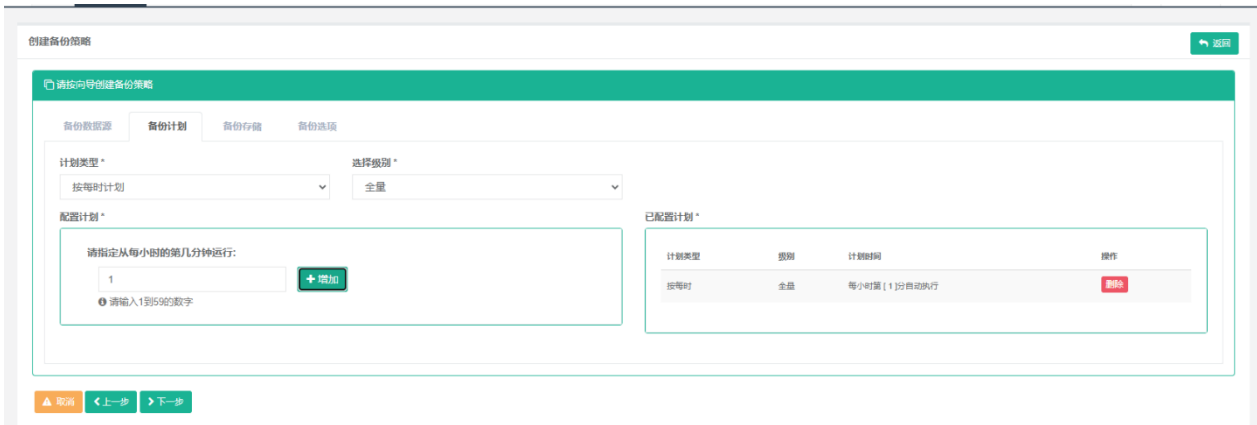 创建备份策略
返回
请按向导创建备份策略
备份数据源 备份计划 备份存储 备份选项
计划类型 * 选择级别 *
按每时计划 全量
配置计划 * 已配置计划 *
请指定从每小时的第几分钟运行:
1 增加
请输入1到59的数字
计划类型 级别 计划时间 操作
按每时 全量 每小时第 [ 1 ]分自动执行 删除
取消 上一步 下一步